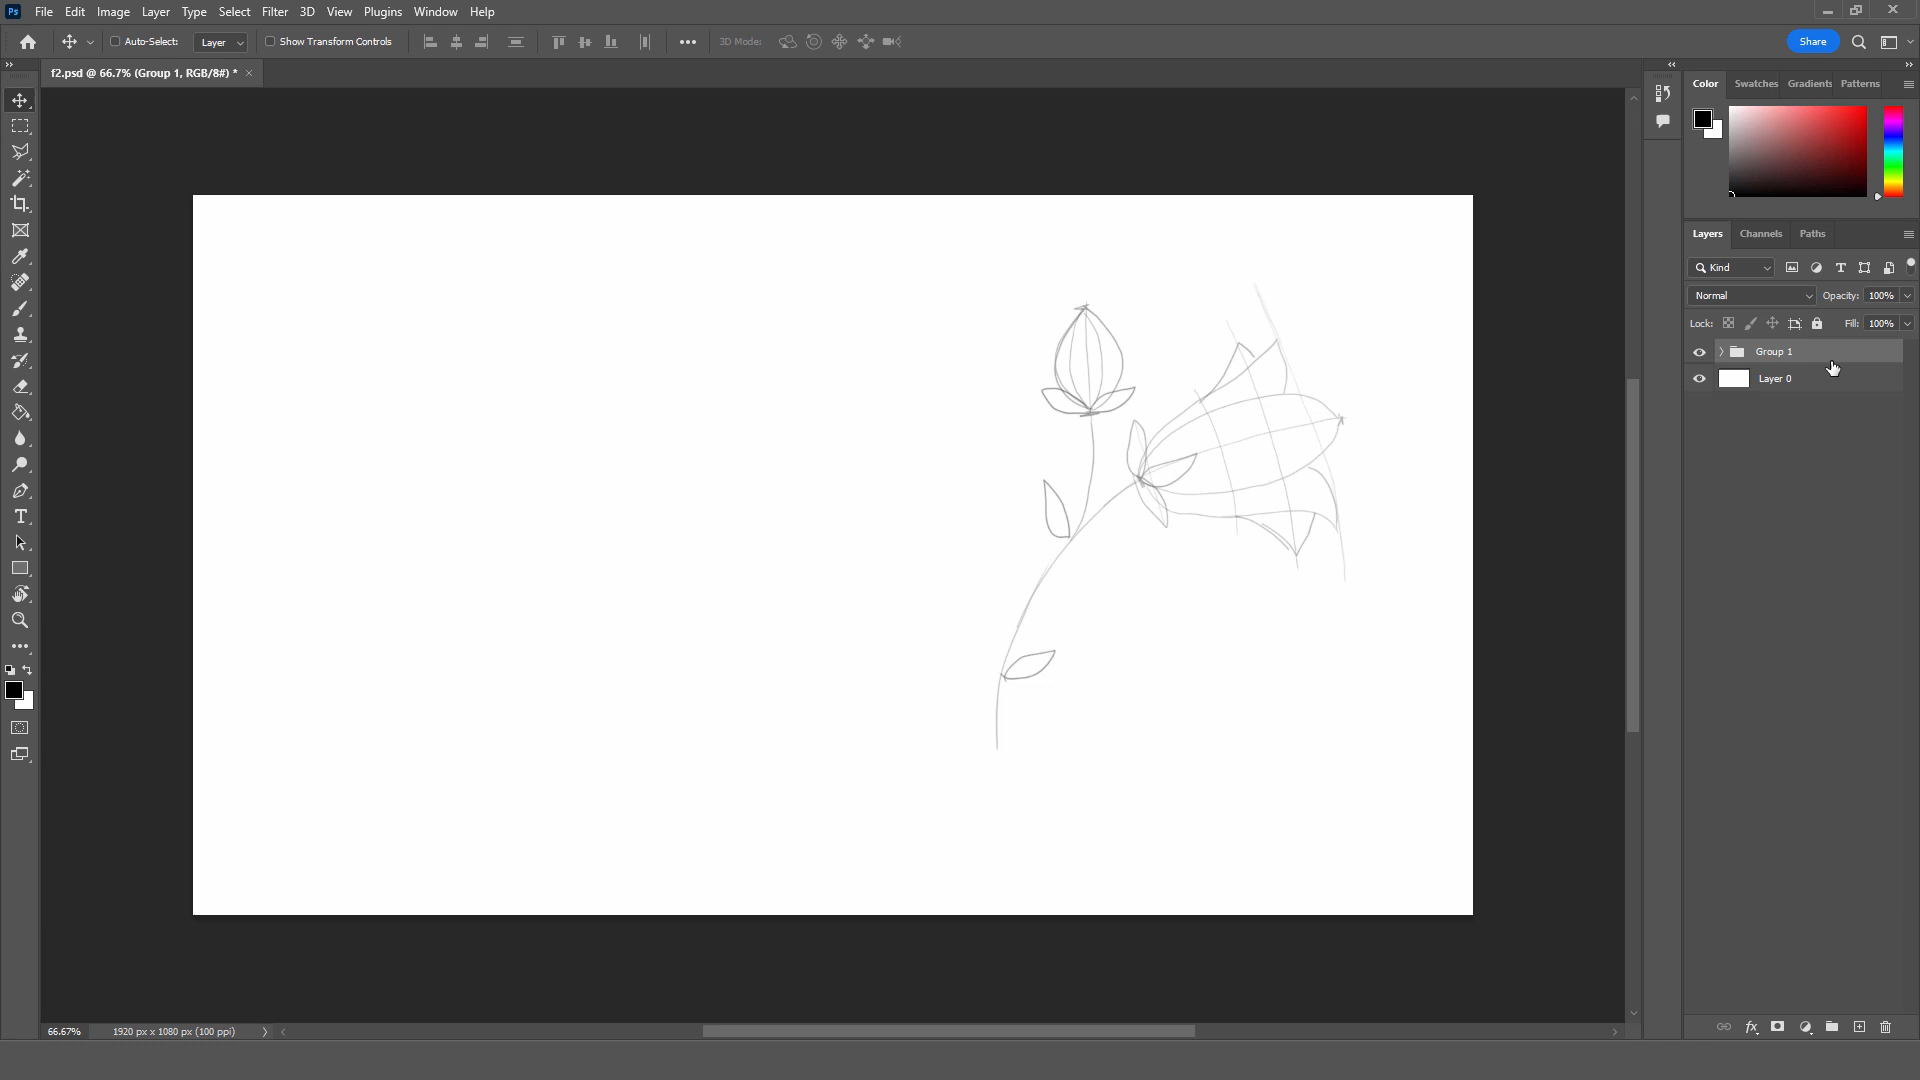 Ps File Edit Image Layer Type Select Filter 3D View Plugins Window Help
Auto-Select: Layer Show Transform Controls 3D Mode: Share
f2.psd @ 66.7% (Group 1, RGB/8#) *
Color Swatches Gradients Patterns
Layers Channels Paths
Kind
Normal Opacity: 100%
Lock: Fill: 100%
Group 1
Layer 0
66.67% 1920 px x 1080 px (100 ppi)